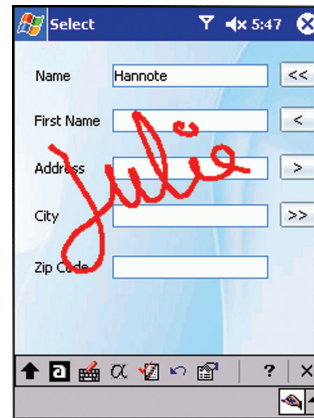 Select 5:47
Name Hannote <<
First Name <
Julie
Address >
City >>
Zip Code
a α ? ×